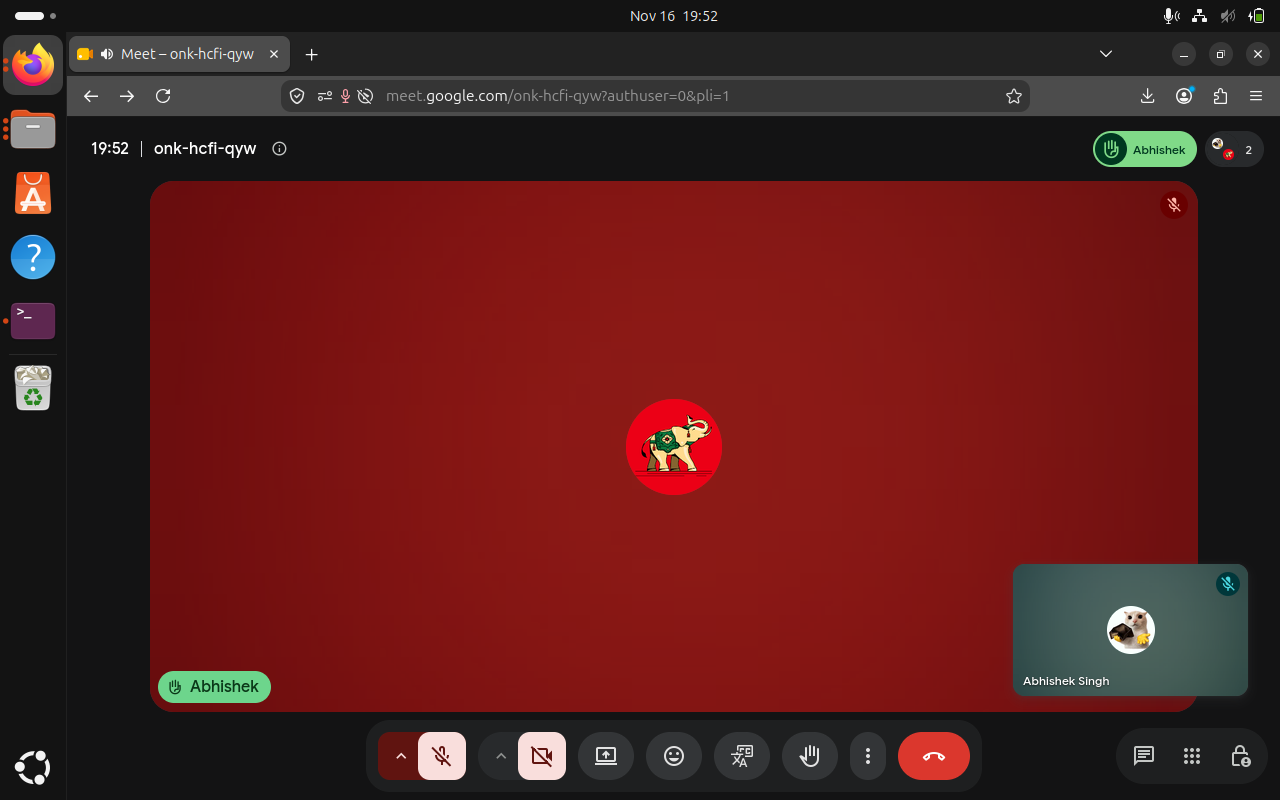 Nov 16 19:52
Meet – onk-hcfi-qyw
meet.google.com/onk-hcfi-qyw?authuser=0&pli=1
19:52 | onk-hcfi-qyw
Abhishek
2
Abhishek Singh
Abhishek